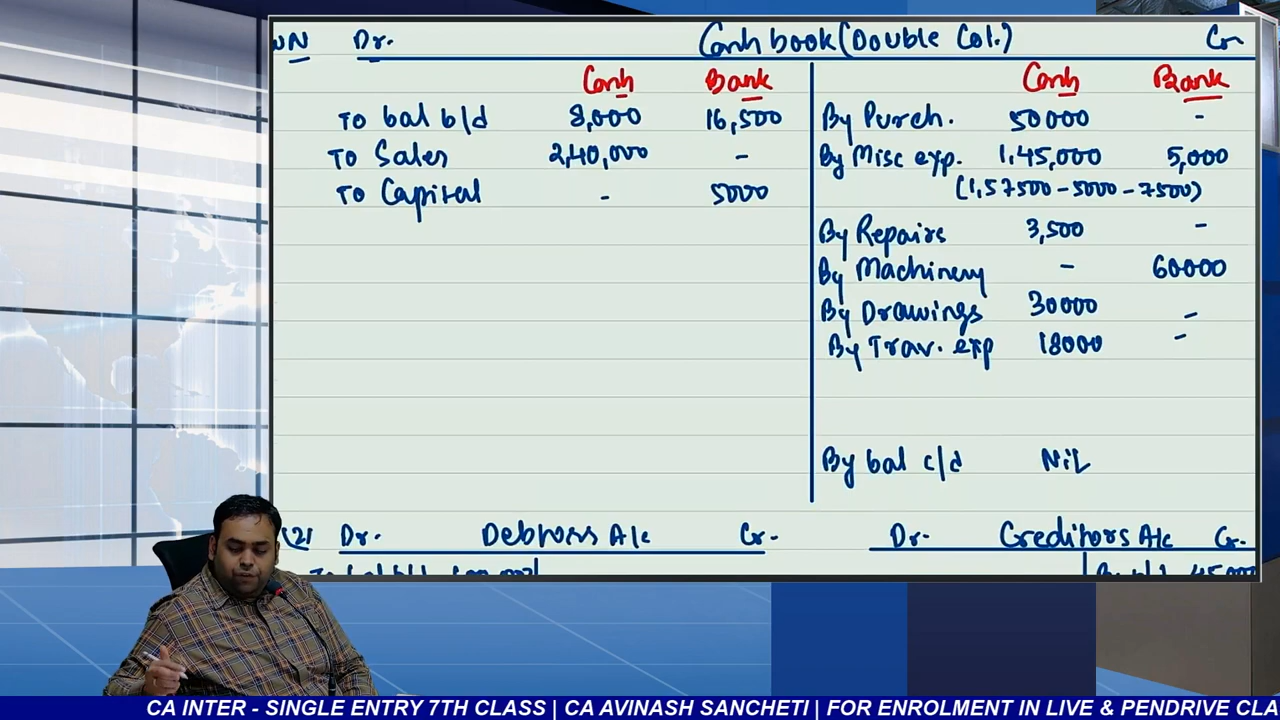 WN Dr. Cash book (Double Col.) Cr
Cash Bank Cash Bank
To bal b/d 8,000 16,500 By Purch. 50000 -
To Sales 2,40,000 - By Misc exp. 1,45,000 5,000
(1,57500-5000-7500)
To Capital - 5000
By Repairs 3,500 -
By Machinery - 60000
By Drawings 30000 -
By Trav. exp 18000 -
By bal c/d Nil
(2) Dr. Debtors A/c Cr. Dr. Creditors A/c Cr.
CA INTER - SINGLE ENTRY 7TH CLASS | CA AVINASH SANCHETI | FOR ENROLMENT IN LIVE & PENDRIVE CLA